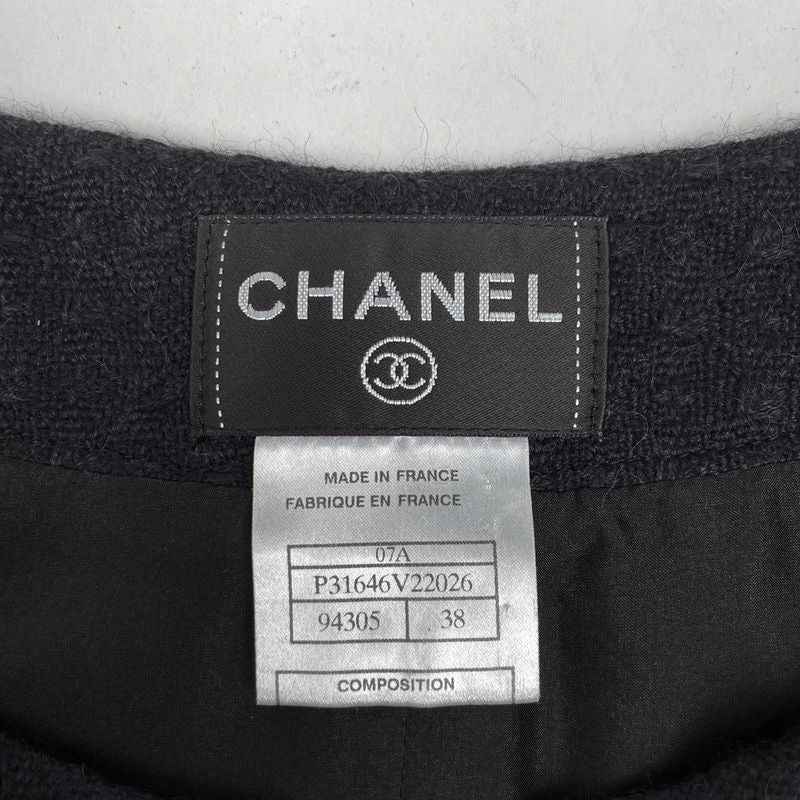 CHANEL
MADE IN FRANCE
FABRIQUE EN FRANCE
07A
P31646V22026
94305 38
COMPOSITION